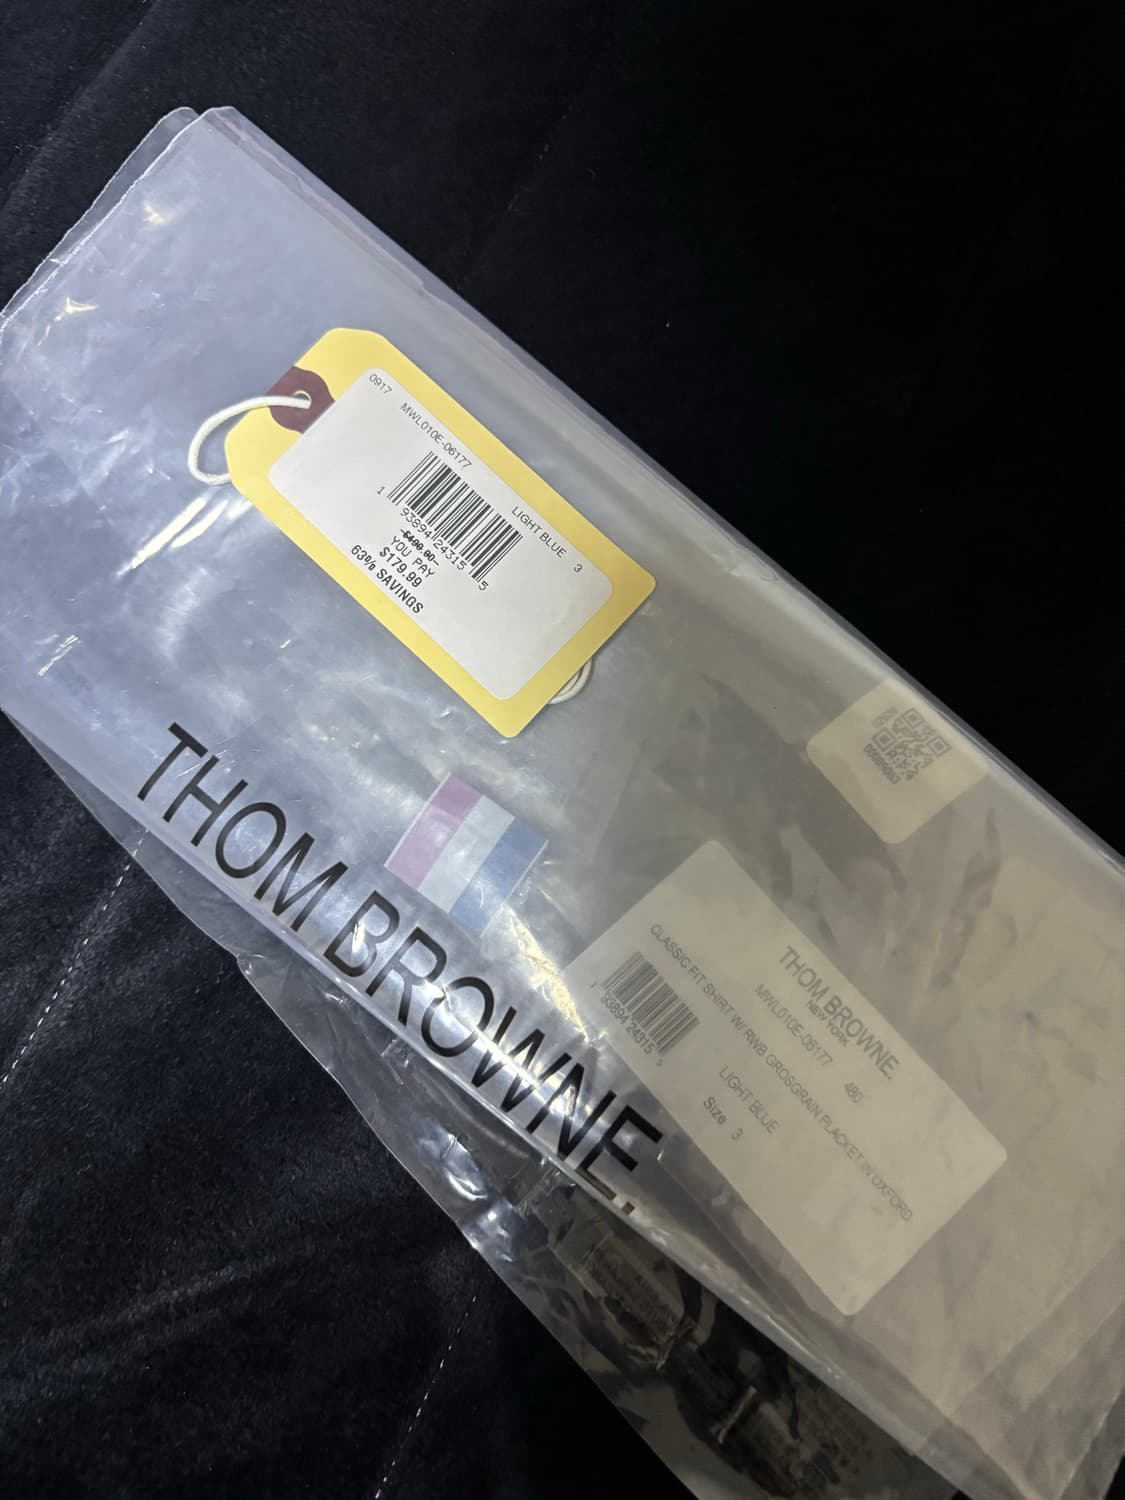 0917 MWL010E-06177
LIGHT BLUE 3
1 93894 24315 5
$490.00
YOU PAY
$179.99
63% SAVINGS
THOM BROWNE.
THOM BROWNE.
NEW YORK
MWL010E-06177 480
CLASSIC FIT SHIRT W/ RWB GROSGRAIN PLACKET IN OXFORD
1 93894 24315 5
LIGHT BLUE
Size 3